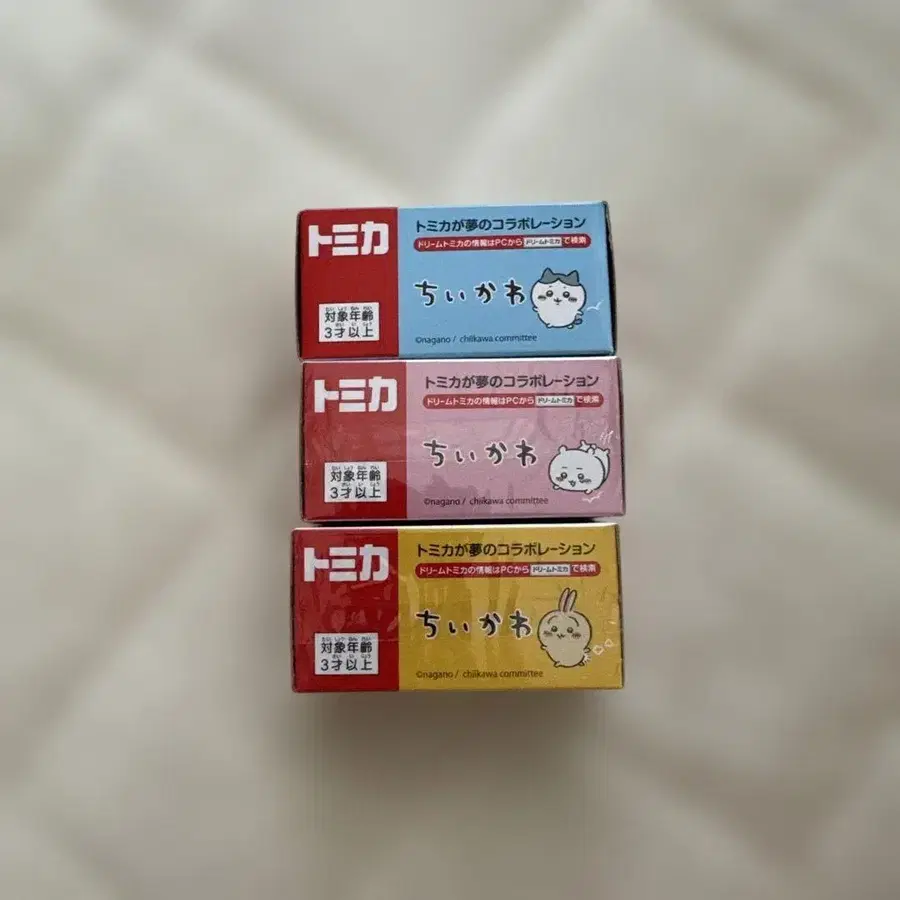 トミカ
トミカが夢のコラボレーション
ドリームトミカの情報はPCから ドリームトミカ で検索
ちいかわ
対象年齢
3才以上
©nagano / chiikawa committee
トミカ
トミカが夢のコラボレーション
ドリームトミカの情報はPCから ドリームトミカ で検索
ちいかわ
対象年齢
3才以上
©nagano / chiikawa committee
トミカ
トミカが夢のコラボレーション
ドリームトミカの情報はPCから ドリームトミカ で検索
ちいかわ
対象年齢
3才以上
©nagano / chiikawa committee